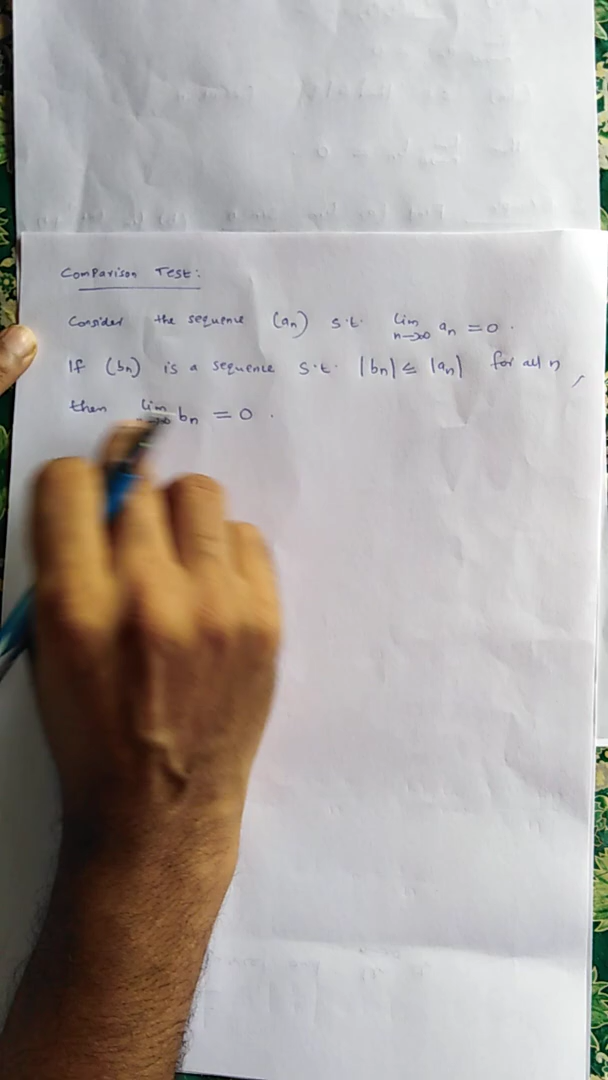 Comparison Test:
Consider the sequence (an) s.t. lim n→∞ an = 0.
If (bn) is a sequence s.t. |bn| ≤ |an| for all n,
then lim n→∞ bn = 0.